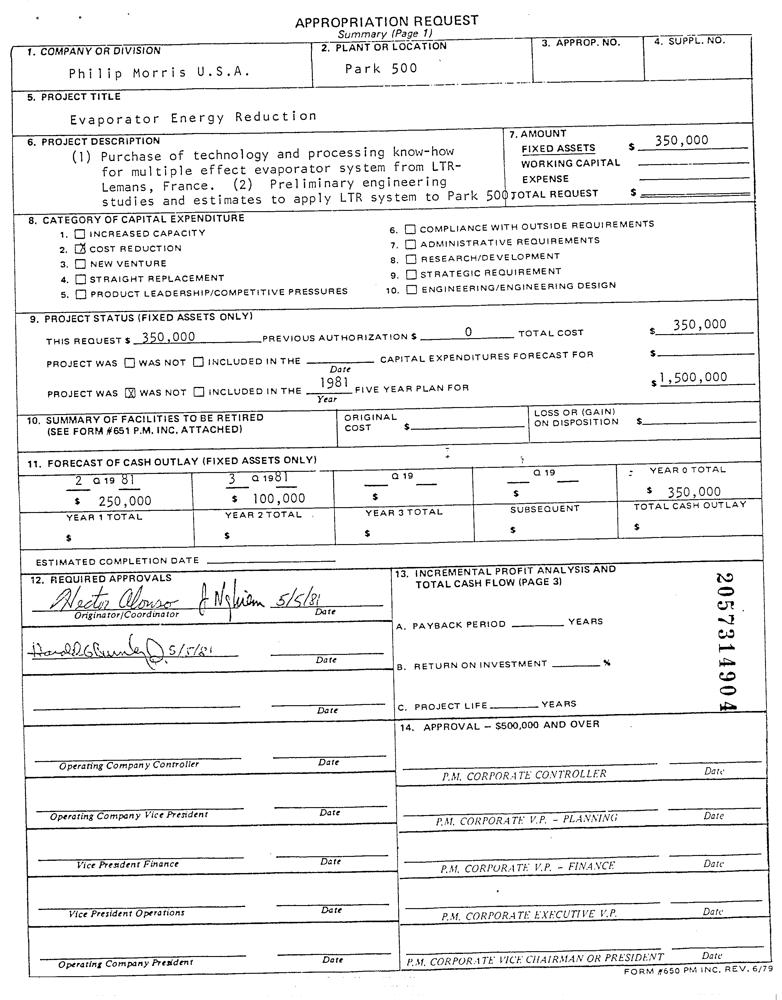 APPROPRIATION REQUEST
Summary (Page 1)
1. COMPANY OR DIVISION
Philip Morris U.S.A.
2. PLANT OR LOCATION
Park 500
3. APPROP. NO.
4. SUPPL. NO.
5. PROJECT TITLE
Evaporator Energy Reduction
6. PROJECT DESCRIPTION
(1) Purchase of technology and processing know-how
for multiple effect evaporator system from LTR-
Lemans, France. (2) Preliminary engineering
studies and estimates to apply LTR system to Park 500
7. AMOUNT
FIXED ASSETS $ 350,000
WORKING CAPITAL
EXPENSE
TOTAL REQUEST $
8. CATEGORY OF CAPITAL EXPENDITURE
1. ☐ INCREASED CAPACITY
2. ☒ COST REDUCTION
3. ☐ NEW VENTURE
4. ☐ STRAIGHT REPLACEMENT
5. ☐ PRODUCT LEADERSHIP/COMPETITIVE PRESSURES
6. ☐ COMPLIANCE WITH OUTSIDE REQUIREMENTS
7. ☐ ADMINISTRATIVE REQUIREMENTS
8. ☐ RESEARCH/DEVELOPMENT
9. ☐ STRATEGIC REQUIREMENT
10. ☐ ENGINEERING/ENGINEERING DESIGN
9. PROJECT STATUS (FIXED ASSETS ONLY)
THIS REQUEST $ 350,000 PREVIOUS AUTHORIZATION $ 0 TOTAL COST $ 350,000
PROJECT WAS ☐ WAS NOT ☐ INCLUDED IN THE CAPITAL EXPENDITURES FORECAST FOR $
Date
PROJECT WAS ☒ WAS NOT ☐ INCLUDED IN THE 1981 FIVE YEAR PLAN FOR $1,500,000
Year
10. SUMMARY OF FACILITIES TO BE RETIRED
(SEE FORM #651 P.M. INC. ATTACHED)
ORIGINAL
COST $
LOSS OR (GAIN)
ON DISPOSITION $
11. FORECAST OF CASH OUTLAY (FIXED ASSETS ONLY)
2 Q 19 81 3 Q 1981 Q 19 Q 19 YEAR 0 TOTAL
$ 250,000 $ 100,000 $ $ $ 350,000
YEAR 1 TOTAL YEAR 2 TOTAL YEAR 3 TOTAL SUBSEQUENT TOTAL CASH OUTLAY
$ $ $ $ $
ESTIMATED COMPLETION DATE
12. REQUIRED APPROVALS
Hector Alonso J Nghiem 5/5/81
Originator/Coordinator Date
5/5/81
Date
Date
Operating Company Controller Date
Operating Company Vice President Date
Vice President Finance Date
Vice President Operations Date
Operating Company President Date
13. INCREMENTAL PROFIT ANALYSIS AND
TOTAL CASH FLOW (PAGE 3)
A. PAYBACK PERIOD YEARS
B. RETURN ON INVESTMENT %
C. PROJECT LIFE YEARS
2057314904
14. APPROVAL — $500,000 AND OVER
P.M. CORPORATE CONTROLLER Date
P.M. CORPORATE V.P. – PLANNING Date
P.M. CORPORATE V.P. – FINANCE Date
P.M. CORPORATE EXECUTIVE V.P. Date
P.M. CORPORATE VICE CHAIRMAN OR PRESIDENT Date
FORM #650 PM INC. REV. 6/79